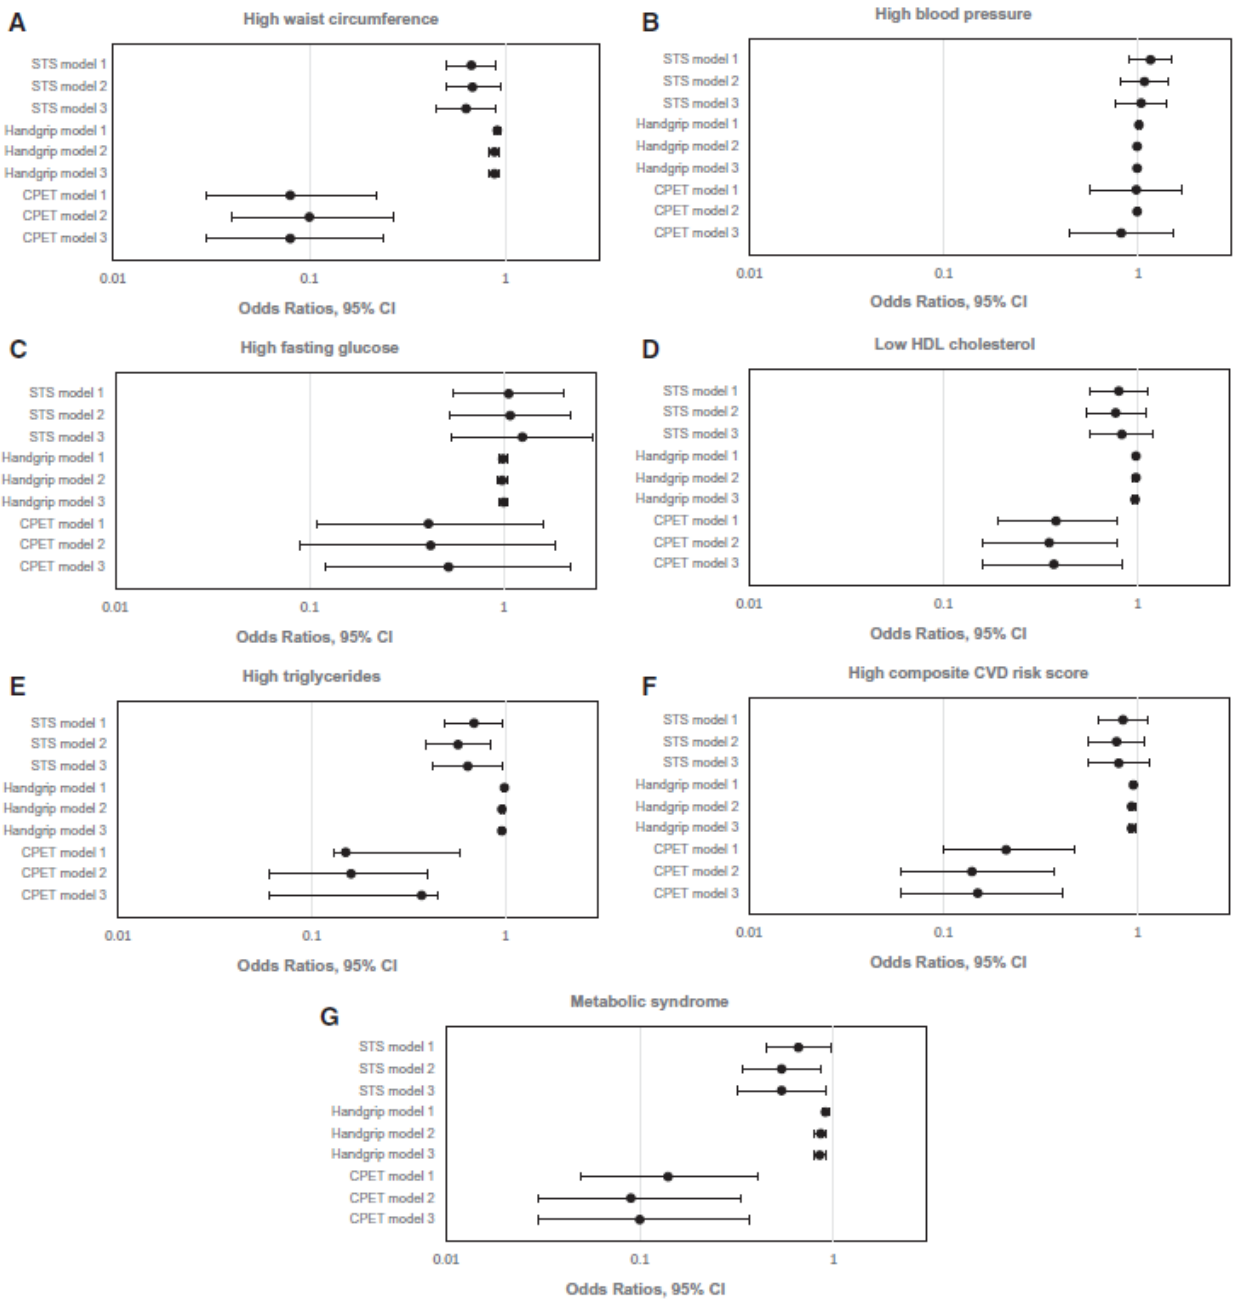 A
High waist circumference
STS model 1
STS model 2
STS model 3
Handgrip model 1
Handgrip model 2
Handgrip model 3
CPET model 1
CPET model 2
CPET model 3
0.01 0.1 1
Odds Ratios, 95% CI
B
High blood pressure
STS model 1
STS model 2
STS model 3
Handgrip model 1
Handgrip model 2
Handgrip model 3
CPET model 1
CPET model 2
CPET model 3
0.01 0.1 1
Odds Ratios, 95% CI
C
High fasting glucose
STS model 1
STS model 2
STS model 3
Handgrip model 1
Handgrip model 2
Handgrip model 3
CPET model 1
CPET model 2
CPET model 3
0.01 0.1 1
Odds Ratios, 95% CI
D
Low HDL cholesterol
STS model 1
STS model 2
STS model 3
Handgrip model 1
Handgrip model 2
Handgrip model 3
CPET model 1
CPET model 2
CPET model 3
0.01 0.1 1
Odds Ratios, 95% CI
E
High triglycerides
STS model 1
STS model 2
STS model 3
Handgrip model 1
Handgrip model 2
Handgrip model 3
CPET model 1
CPET model 2
CPET model 3
0.01 0.1 1
Odds Ratios, 95% CI
F
High composite CVD risk score
STS model 1
STS model 2
STS model 3
Handgrip model 1
Handgrip model 2
Handgrip model 3
CPET model 1
CPET model 2
CPET model 3
0.01 0.1 1
Odds Ratios, 95% CI
G
Metabolic syndrome
STS model 1
STS model 2
STS model 3
Handgrip model 1
Handgrip model 2
Handgrip model 3
CPET model 1
CPET model 2
CPET model 3
0.01 0.1 1
Odds Ratios, 95% CI